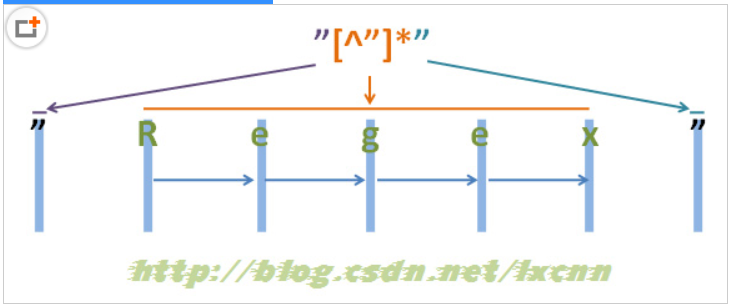 ”[^”]*”
” R e g e x ”
http://blog.csdn.net/lxcnn